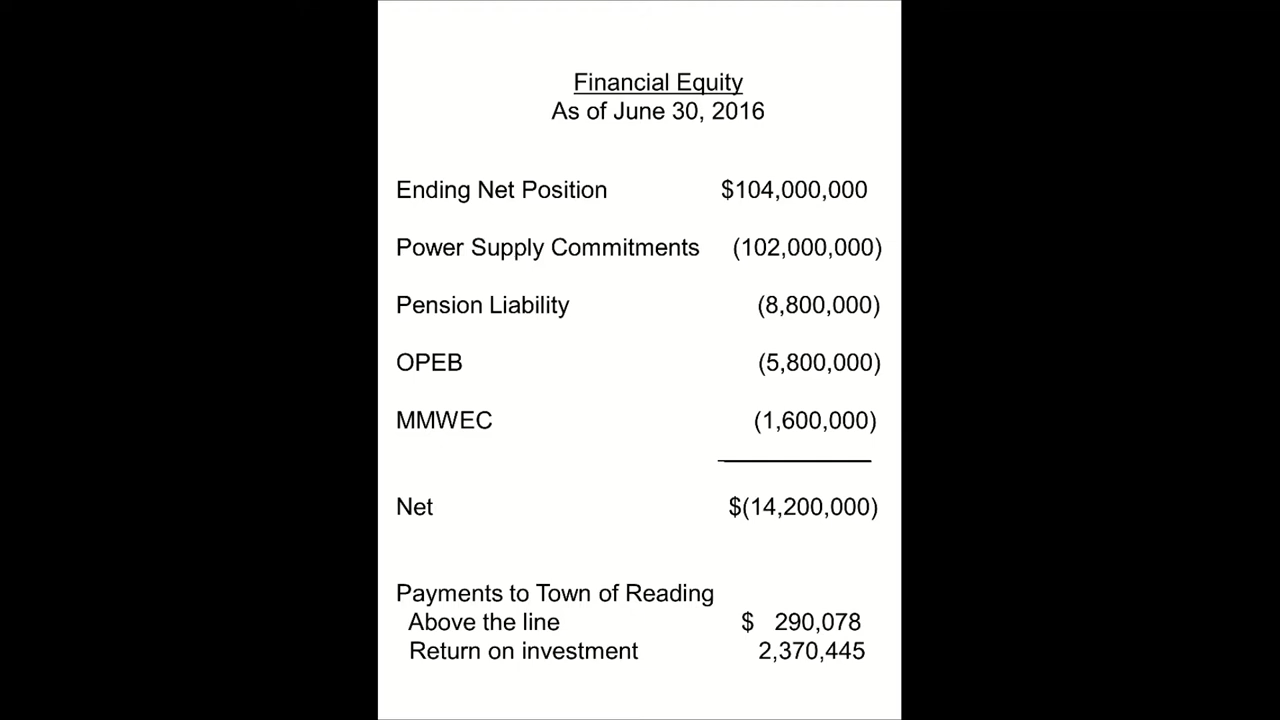 Financial Equity
As of June 30, 2016
Ending Net Position $104,000,000
Power Supply Commitments (102,000,000)
Pension Liability (8,800,000)
OPEB (5,800,000)
MMWEC (1,600,000)
Net $(14,200,000)
Payments to Town of Reading
Above the line $ 290,078
Return on investment 2,370,445